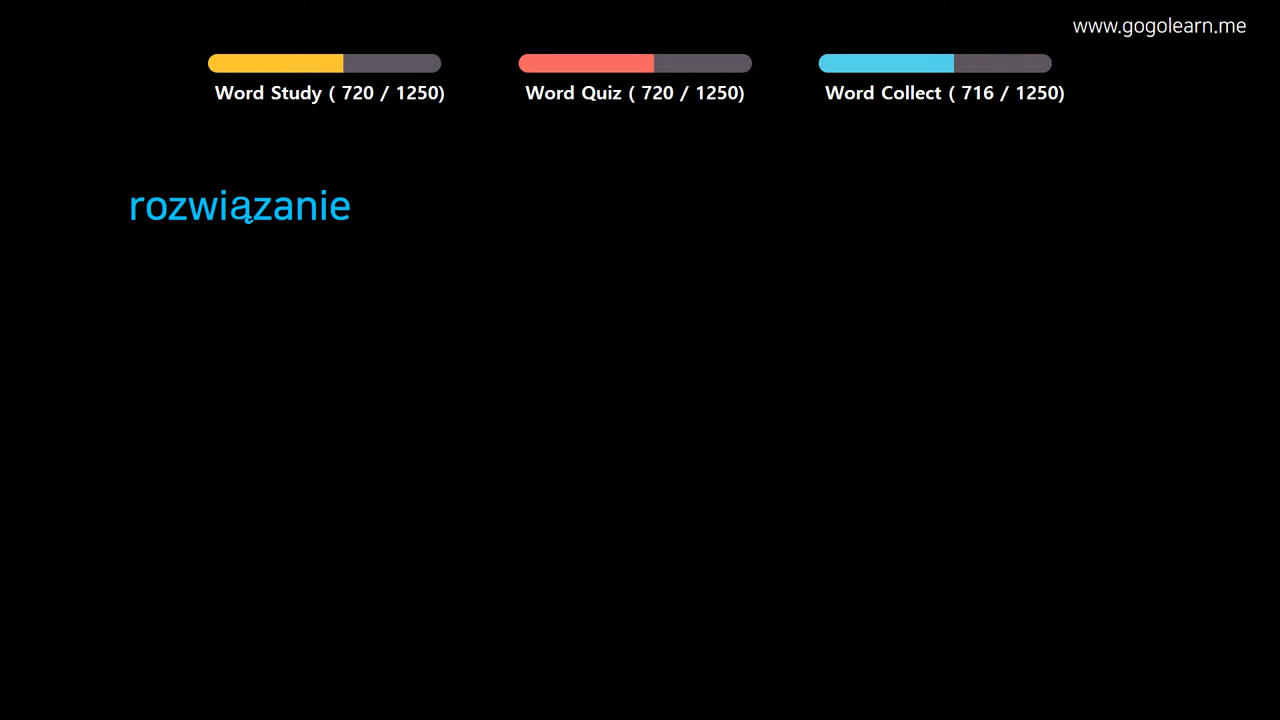 www.gogolearn.me
Word Study ( 720 / 1250)
Word Quiz ( 720 / 1250)
Word Collect ( 716 / 1250)
rozwiązanie